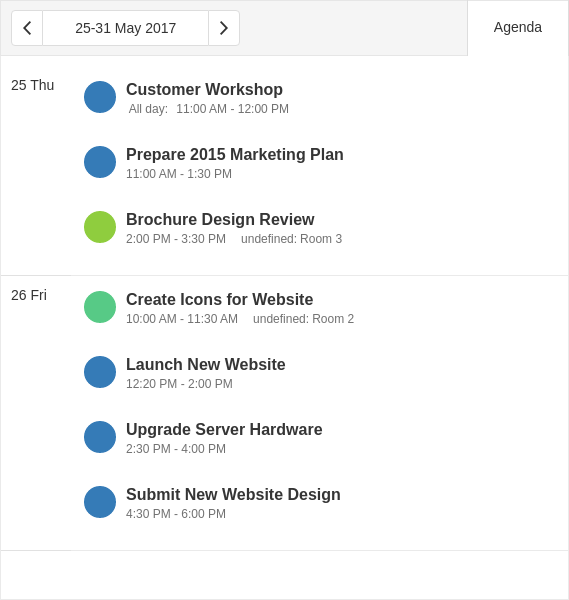 25-31 May 2017
Agenda
25 Thu
Customer Workshop
All day: 11:00 AM - 12:00 PM
Prepare 2015 Marketing Plan
11:00 AM - 1:30 PM
Brochure Design Review
2:00 PM - 3:30 PM undefined: Room 3
26 Fri
Create Icons for Website
10:00 AM - 11:30 AM undefined: Room 2
Launch New Website
12:20 PM - 2:00 PM
Upgrade Server Hardware
2:30 PM - 4:00 PM
Submit New Website Design
4:30 PM - 6:00 PM